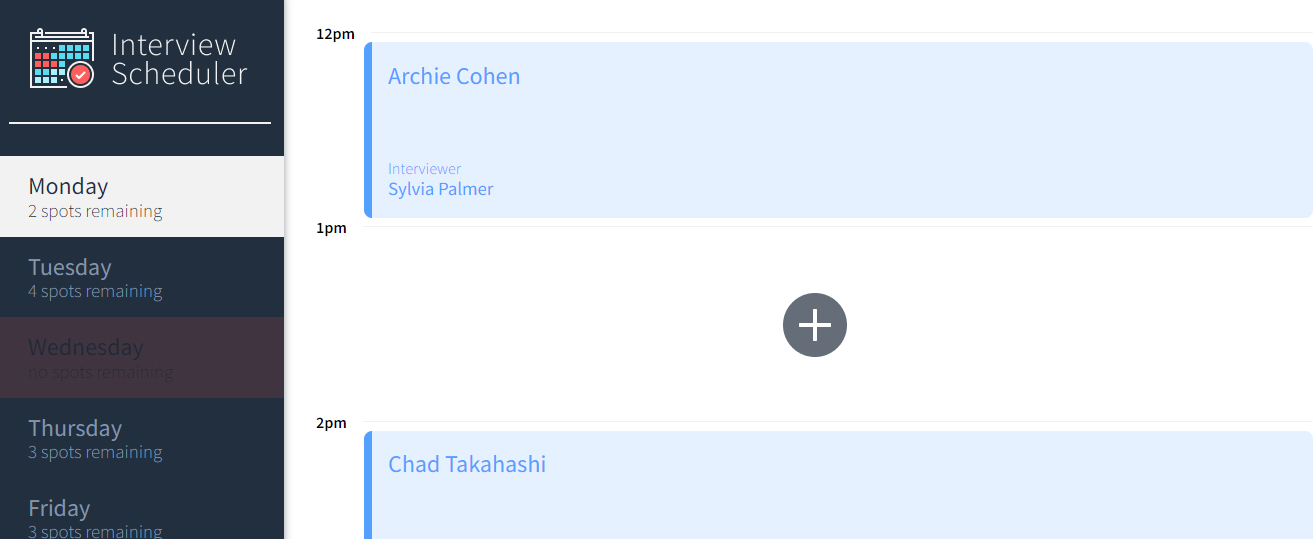 Interview
Scheduler
Monday
2 spots remaining
Tuesday
4 spots remaining
Wednesday
no spots remaining
Thursday
3 spots remaining
Friday
3 spots remaining
12pm
Archie Cohen
Interviewer
Sylvia Palmer
1pm
2pm
Chad Takahashi